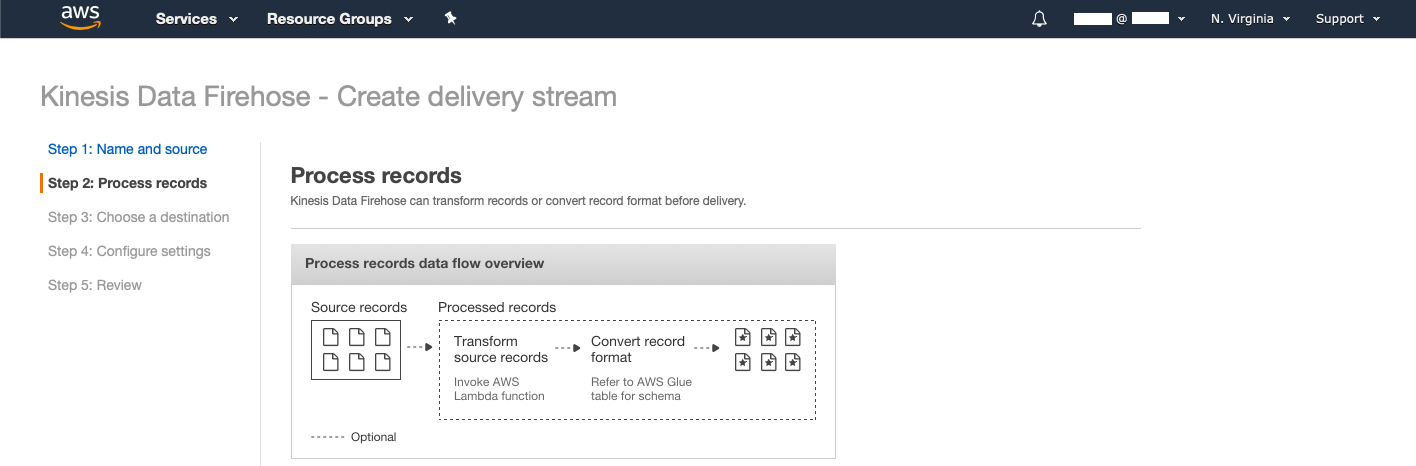 aws Services Resource Groups @ N. Virginia Support
Kinesis Data Firehose - Create delivery stream
Step 1: Name and source
Step 2: Process records
Step 3: Choose a destination
Step 4: Configure settings
Step 5: Review
Process records
Kinesis Data Firehose can transform records or convert record format before delivery.
Process records data flow overview
Source records
Processed records
Transform
source records
Invoke AWS
Lambda function
Convert record
format
Refer to AWS Glue
table for schema
Optional